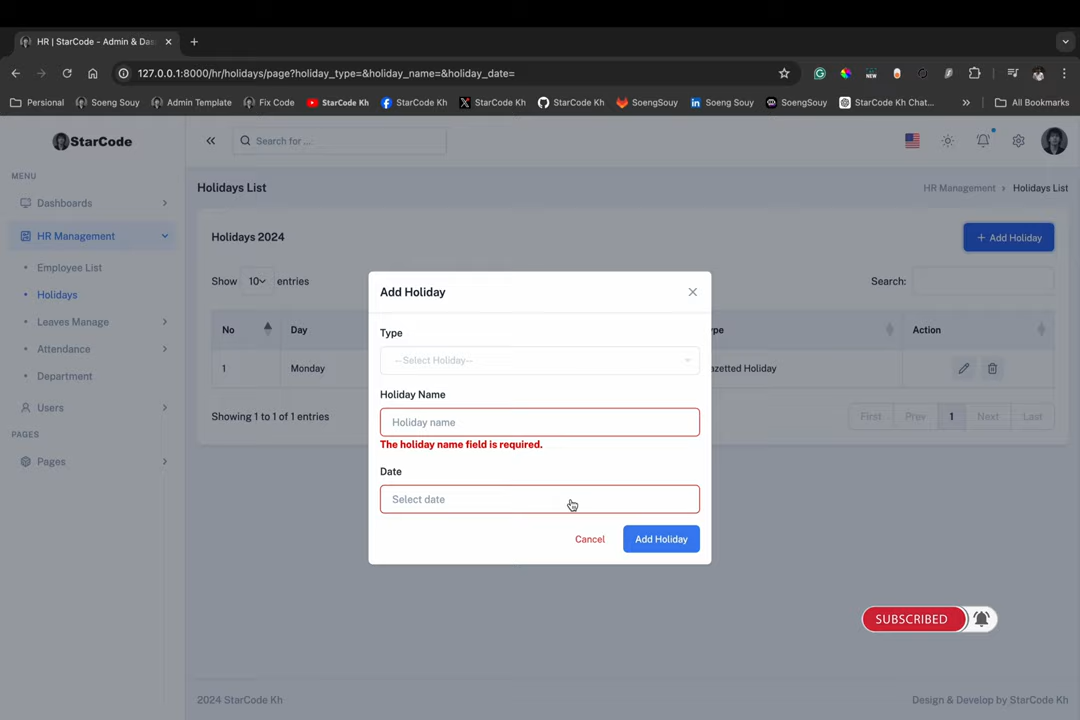 HR | StarCode - Admin & Das
127.0.0.1:8000/hr/holidays/page?holiday_type=&holiday_name=&holiday_date=
Personal
Soeng Souy
Admin Template
Fix Code
StarCode Kh
StarCode Kh
StarCode Kh
StarCode Kh
SoengSouy
Soeng Souy
SoengSouy
StarCode Kh Chat...
All Bookmarks
StarCode
Search for ...
MENU
Dashboards
HR Management
Employee List
Holidays
Leaves Manage
Attendance
Department
Users
PAGES
Pages
Holidays List
HR Management
Holidays List
Holidays 2024
Add Holiday
Show 10 entries
Search:
No
Day
Action
1
Monday
azetted Holiday
Showing 1 to 1 of 1 entries
First
Prev
1
Next
Last
Add Holiday
Type
--Select Holiday--
Holiday Name
Holiday name
The holiday name field is required.
Date
Select date
Cancel
Add Holiday
SUBSCRIBED
2024 StarCode Kh
Design & Develop by StarCode Kh